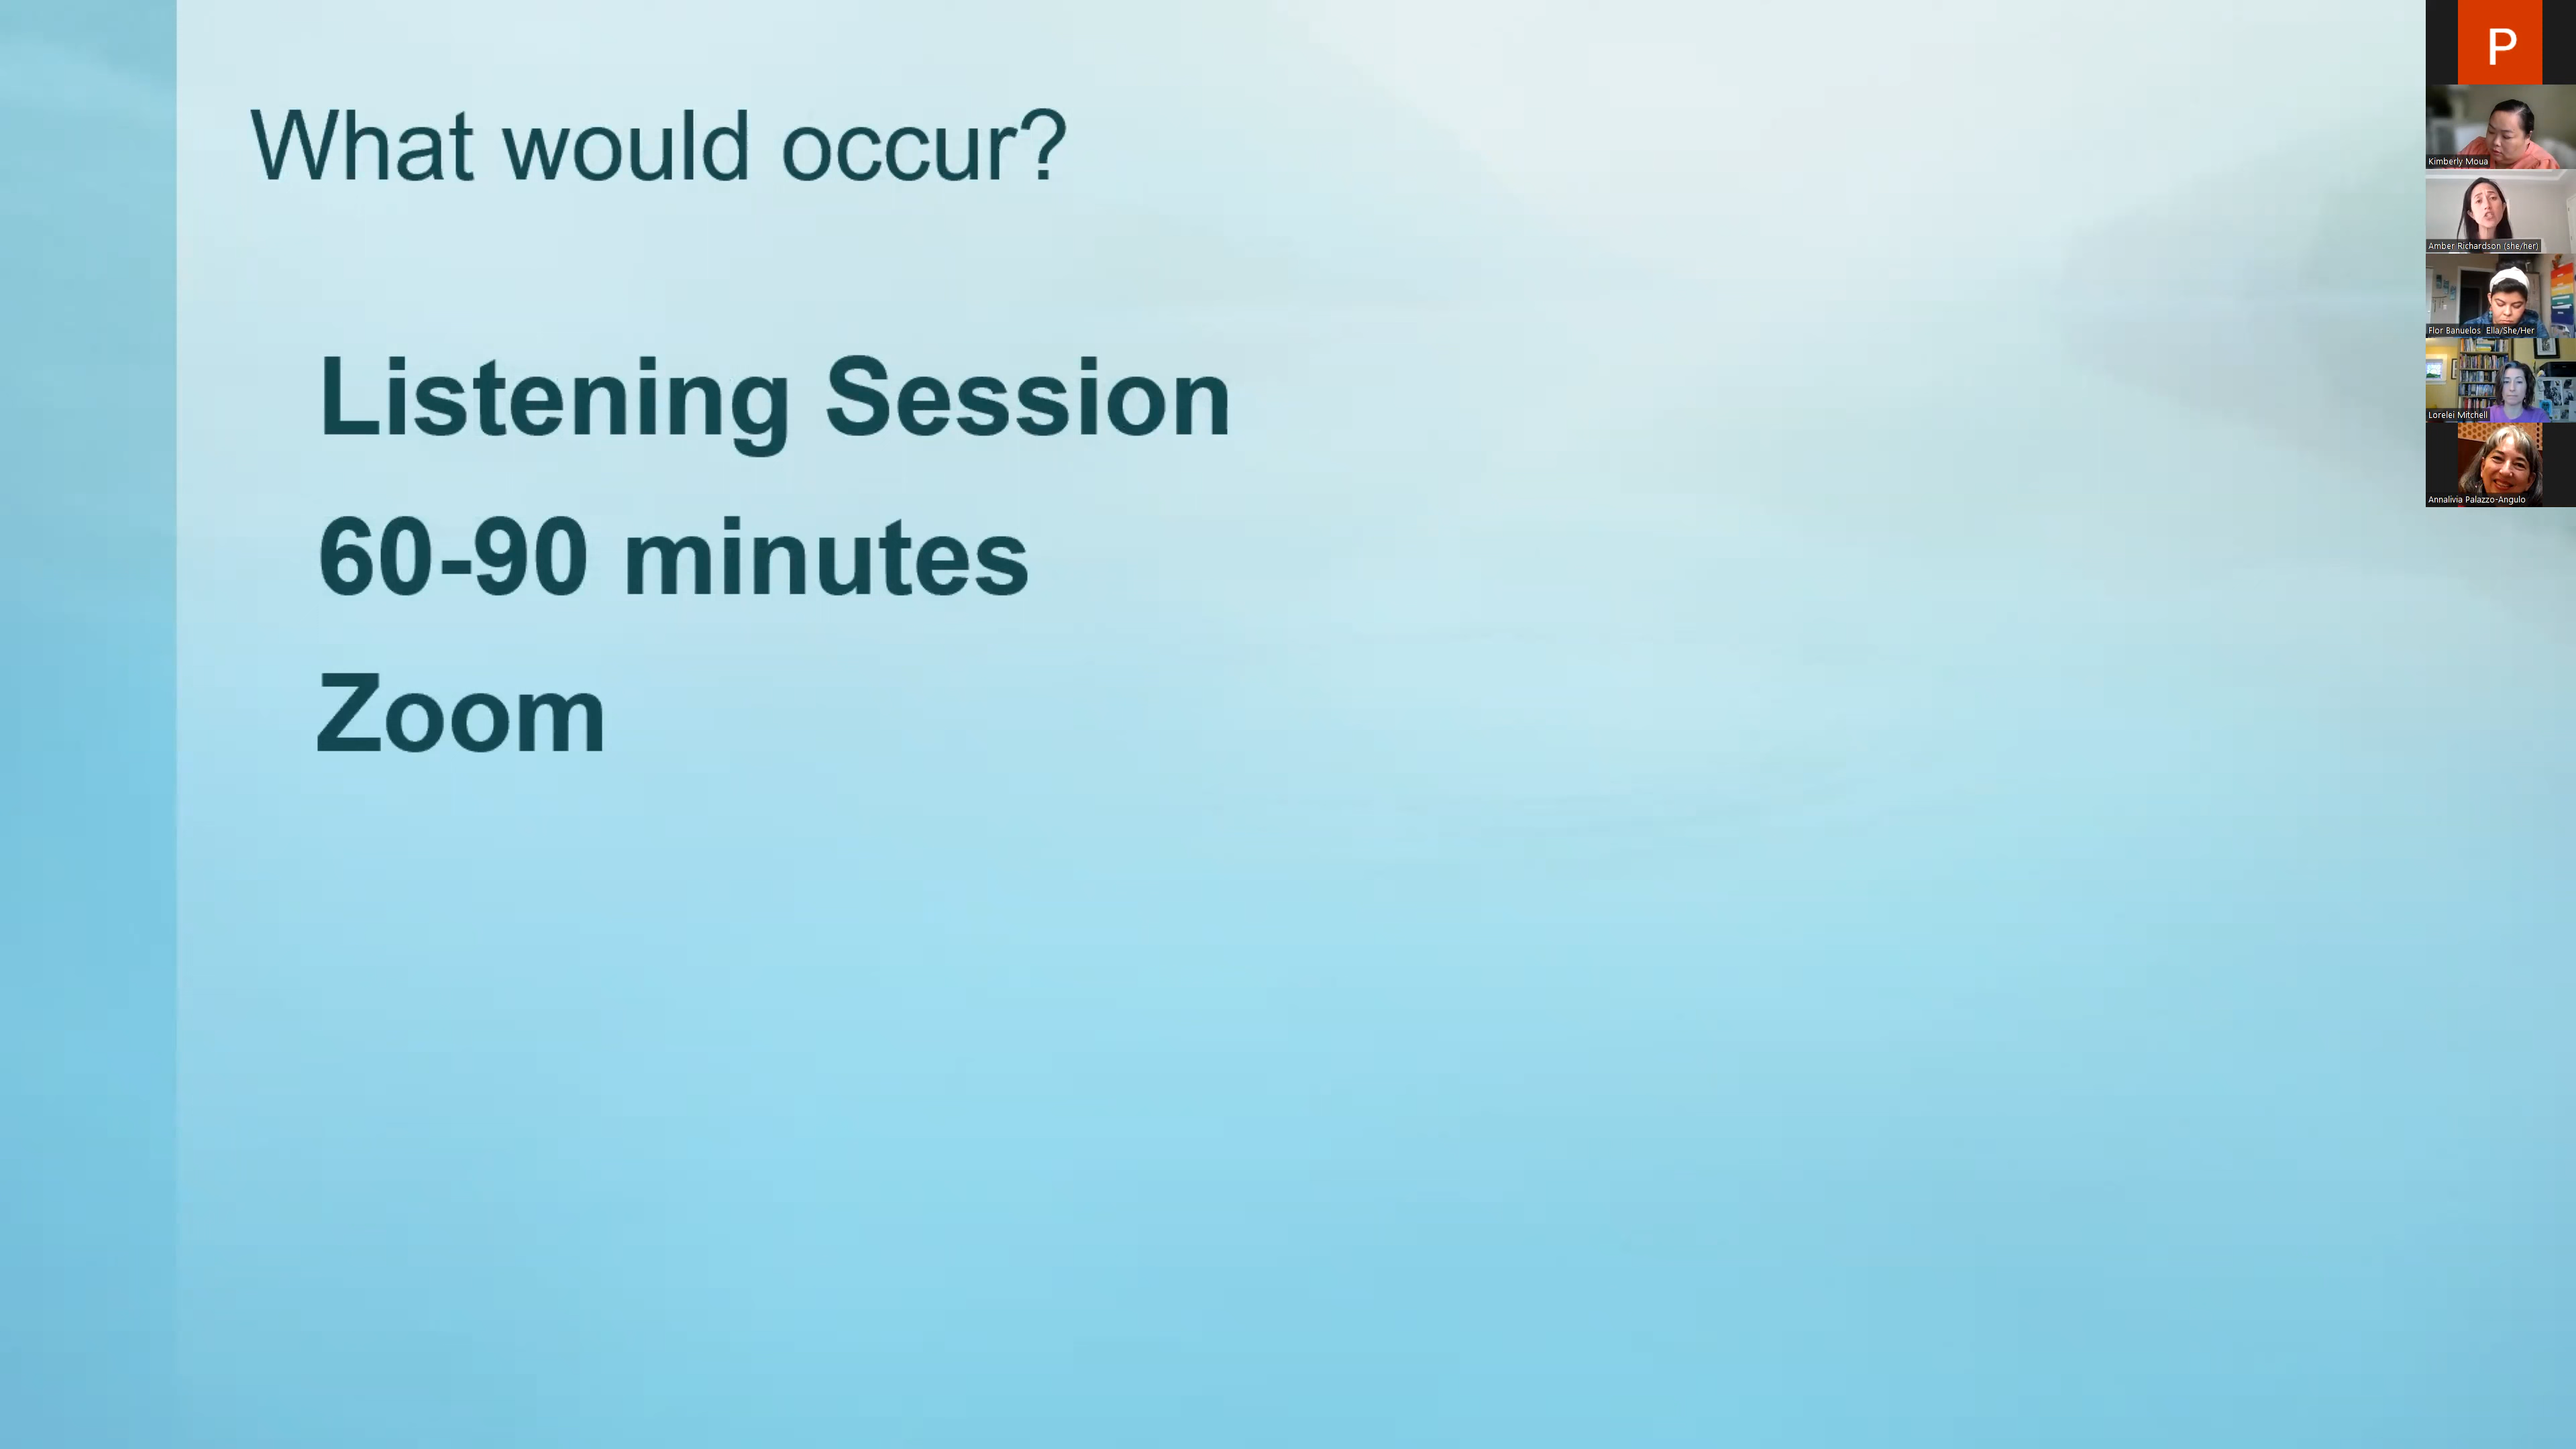 What would occur?
Listening Session
60-90 minutes
Zoom
P
Kimberly Moua
Amber Richardson (she/her)
Flor Banuelos Ella/She/Her
Lorelei Mitchell
Annalivia Palazzo-Angulo